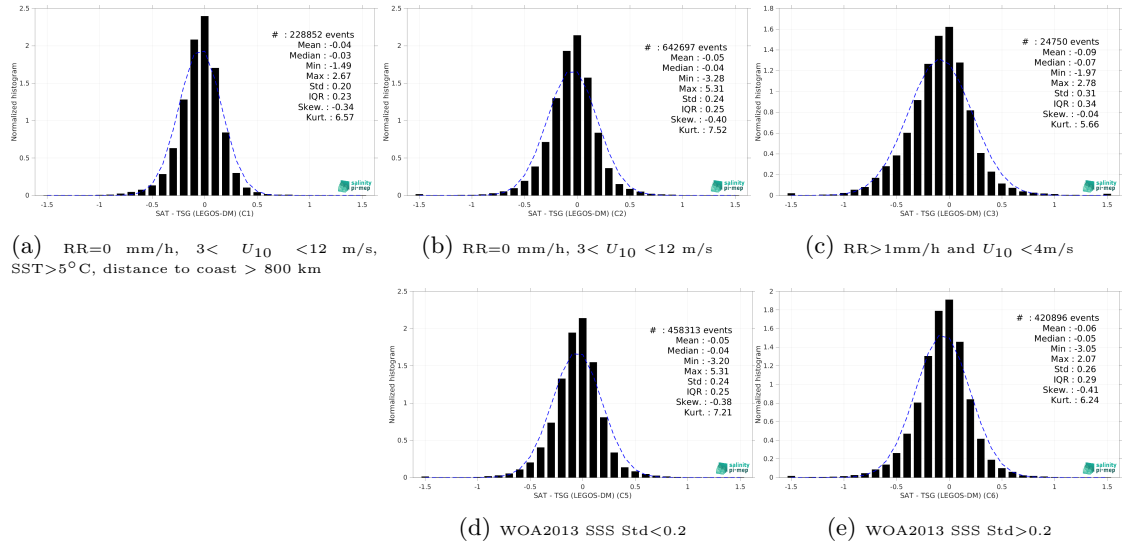 2.5
2
1.5
1
0.5
0
Normalized histogram
# : 228852 events
Mean : -0.04
Median : -0.03
Min : -1.49
Max : 2.67
Std : 0.20
IQR : 0.23
Skew. : -0.34
Kurt. : 6.57
salinity
pi-mep
-1.5 -1 -0.5 0 0.5 1 1.5
SAT - TSG (LEGOS-DM) (C1)
(a) RR=0 mm/h, 3< U10 <12 m/s,
SST>5°C, distance to coast > 800 km
2.5
2
1.5
1
0.5
0
Normalized histogram
# : 642697 events
Mean : -0.05
Median : -0.04
Min : -3.28
Max : 5.31
Std : 0.24
IQR : 0.25
Skew. : -0.40
Kurt. : 7.52
salinity
pi-mep
-1.5 -1 -0.5 0 0.5 1 1.5
SAT - TSG (LEGOS-DM) (C2)
(b) RR=0 mm/h, 3< U10 <12 m/s
1.8
1.6
1.4
1.2
1
0.8
0.6
0.4
0.2
0
Normalized histogram
# : 24750 events
Mean : -0.09
Median : -0.07
Min : -1.97
Max : 2.78
Std : 0.31
IQR : 0.34
Skew. : -0.04
Kurt. : 5.66
salinity
pi-mep
-1.5 -1 -0.5 0 0.5 1 1.5
SAT - TSG (LEGOS-DM) (C3)
(c) RR>1mm/h and U10 <4m/s
2.5
2
1.5
1
0.5
0
Normalized histogram
# : 458313 events
Mean : -0.05
Median : -0.04
Min : -3.20
Max : 5.31
Std : 0.24
IQR : 0.25
Skew. : -0.38
Kurt. : 7.21
salinity
pi-mep
-1.5 -1 -0.5 0 0.5 1 1.5
SAT - TSG (LEGOS-DM) (C5)
(d) WOA2013 SSS Std<0.2
2
1.8
1.6
1.4
1.2
1
0.8
0.6
0.4
0.2
0
Normalized histogram
# : 420896 events
Mean : -0.06
Median : -0.05
Min : -3.05
Max : 2.07
Std : 0.26
IQR : 0.29
Skew. : -0.41
Kurt. : 6.24
salinity
pi-mep
-1.5 -1 -0.5 0 0.5 1 1.5
SAT - TSG (LEGOS-DM) (C6)
(e) WOA2013 SSS Std>0.2